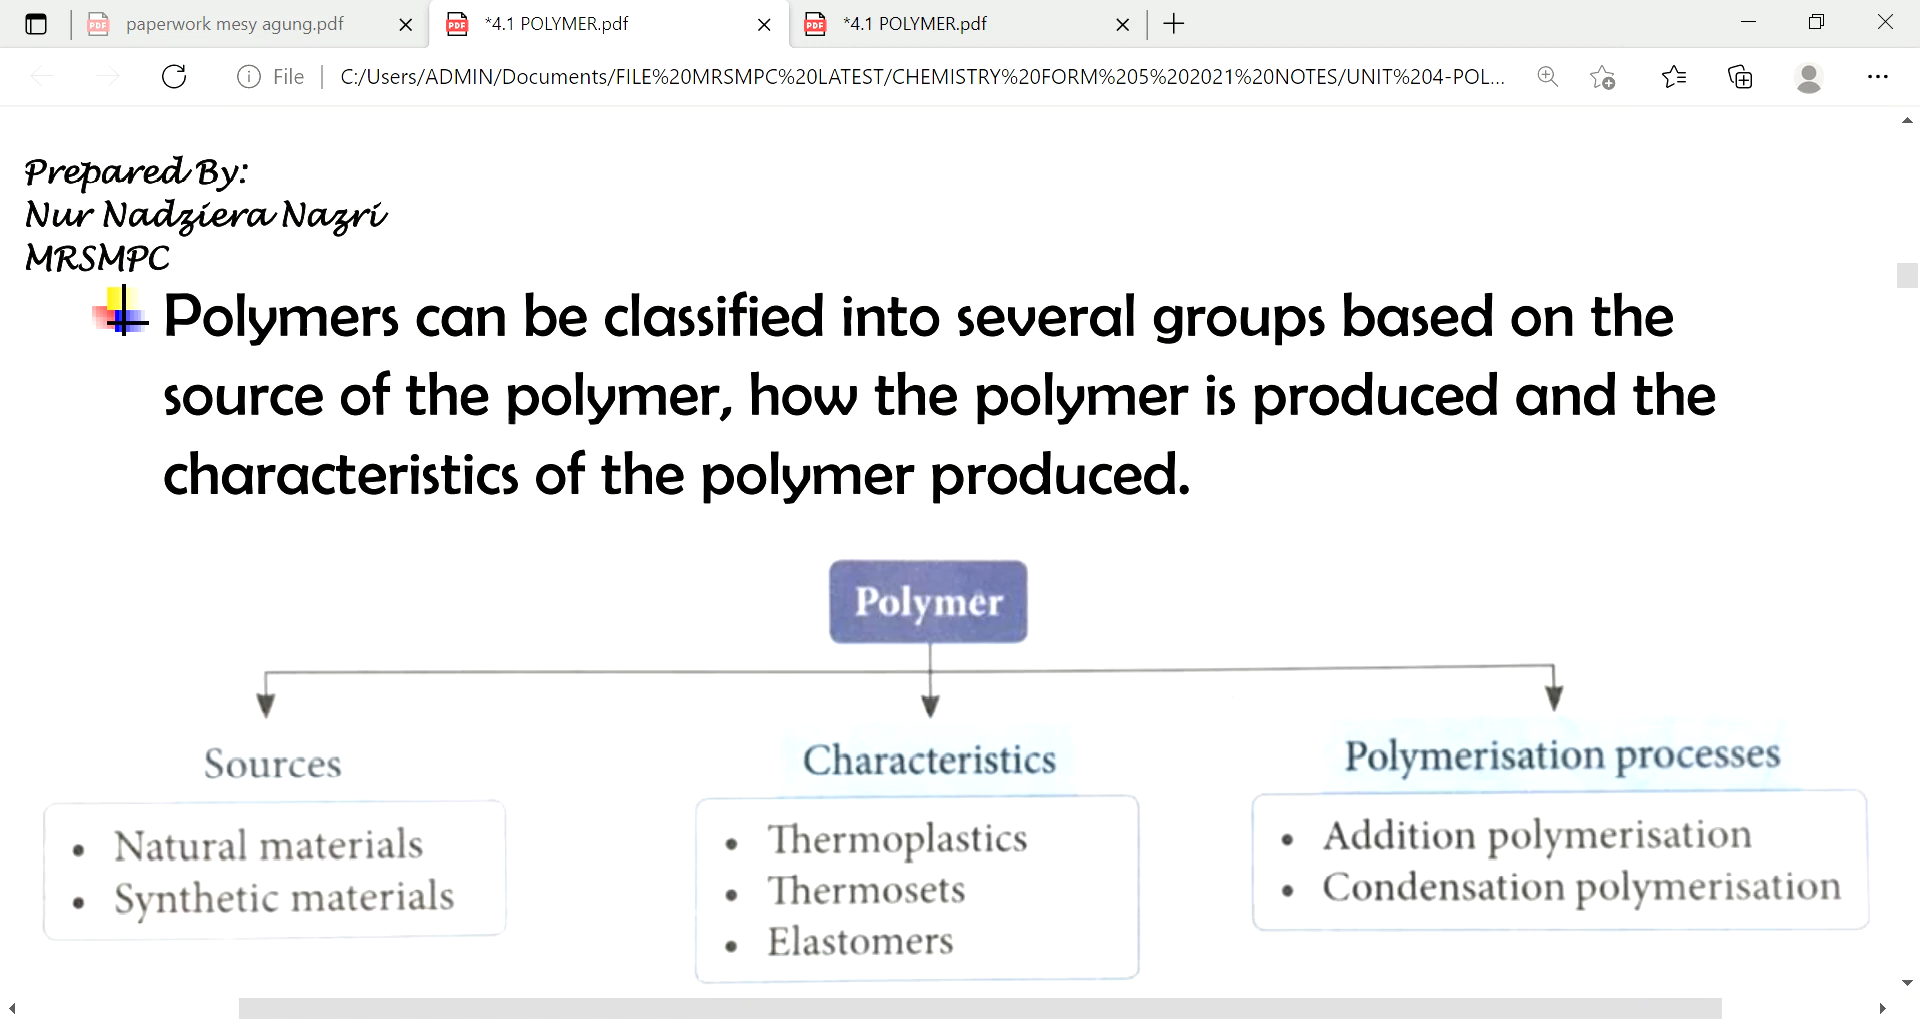 paperwork mesy agung.pdf
*4.1 POLYMER.pdf
*4.1 POLYMER.pdf
File
C:/Users/ADMIN/Documents/FILE%20MRSMPC%20LATEST/CHEMISTRY%20FORM%205%202021%20NOTES/UNIT%204-POL...
Prepared By:
Nur Nadziera Nazri
MRSMPC
Polymers can be classified into several groups based on the
source of the polymer, how the polymer is produced and the
characteristics of the polymer produced.
Polymer
Sources
• Natural materials
• Synthetic materials
Characteristics
• Thermoplastics
• Thermosets
• Elastomers
Polymerisation processes
• Addition polymerisation
• Condensation polymerisation